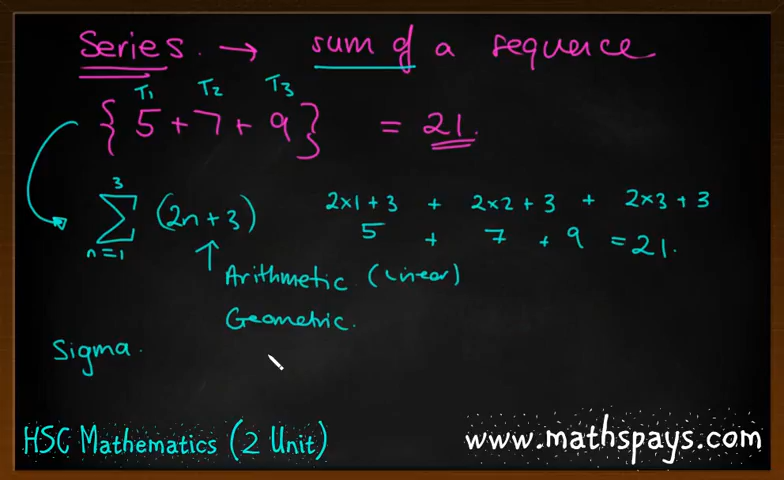 Series. → sum of a sequence
T1 T2 T3
{5+7+9} = 21.
3
∑ (2n+3) 2×1+3 + 2×2+3 + 2×3+3
n=1 5 + 7 + 9 = 21.
Arithmetic (Linear)
Geometric.
Sigma.
HSC Mathematics (2 Unit) www.mathspays.com